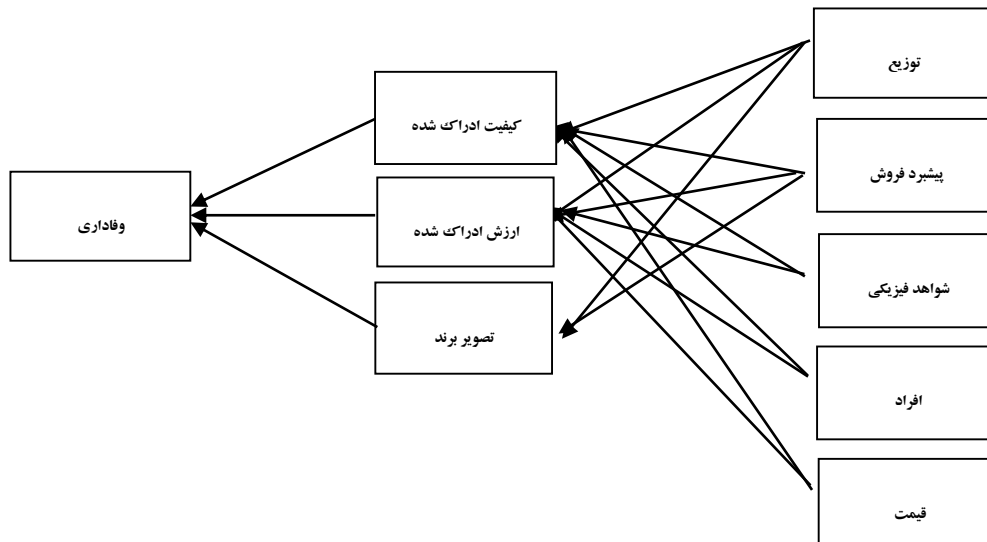 توزیع
پیشبرد فروش
شواهد فیزیکی
افراد
قیمت
کیفیت ادراک شده
ارزش ادراک شده
تصویر برند
وفاداری